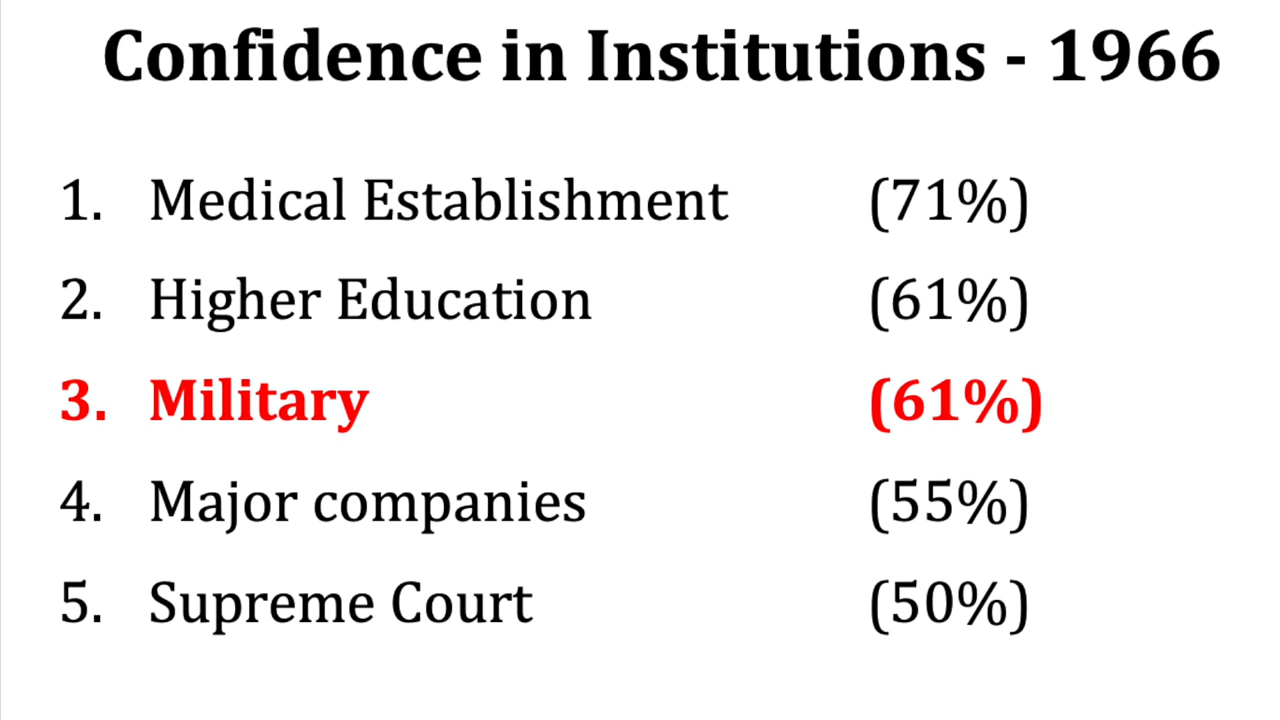 Confidence in Institutions - 1966
1. Medical Establishment (71%)
2. Higher Education (61%)
3. Military (61%)
4. Major companies (55%)
5. Supreme Court (50%)